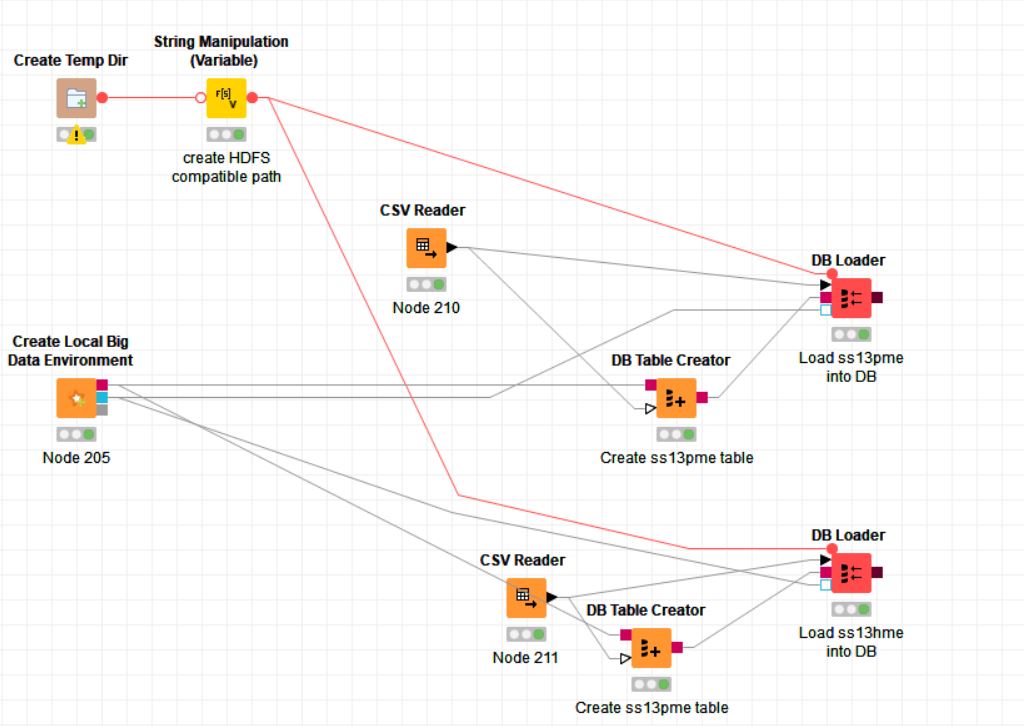 String Manipulation
(Variable)
Create Temp Dir
f[s]
V
create HDFS
compatible path
CSV Reader
Node 210
DB Loader
Load ss13pme
into DB
Create Local Big
Data Environment
Node 205
DB Table Creator
Create ss13pme table
DB Loader
Load ss13hme
into DB
CSV Reader
Node 211
DB Table Creator
Create ss13pme table